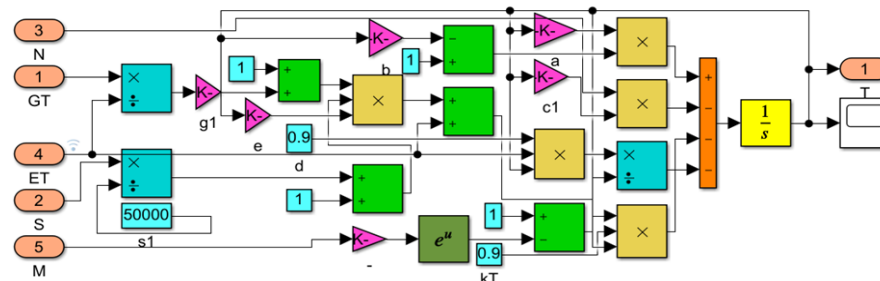 3
N
1
GT
4
ET
2
S
5
M
×
÷
×
÷
50000
s1
K-
g1
1
+
+
K-
e
0.9
d
1
+
+
K-
-
K-
b
×
1
−
+
+
+
e^u
0.9
kT
1
+
−
K-
a
K-
c1
×
×
×
×
÷
×
+
−
−
−
1
s
1
T